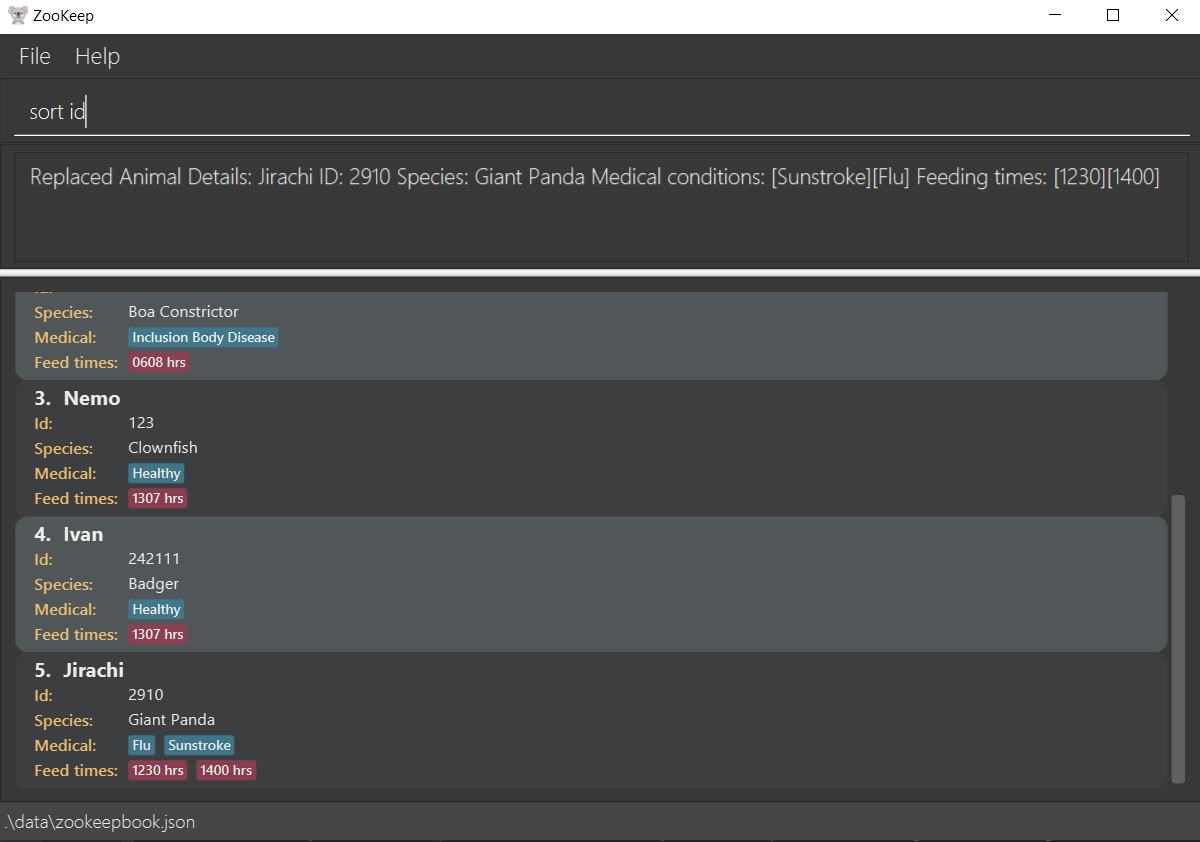 ZooKeep
File Help
sort id
Replaced Animal Details: Jirachi ID: 2910 Species: Giant Panda Medical conditions: [Sunstroke][Flu] Feeding times: [1230][1400]
Species: Boa Constrictor
Medical: Inclusion Body Disease
Feed times: 0608 hrs
3. Nemo
Id: 123
Species: Clownfish
Medical: Healthy
Feed times: 1307 hrs
4. Ivan
Id: 242111
Species: Badger
Medical: Healthy
Feed times: 1307 hrs
5. Jirachi
Id: 2910
Species: Giant Panda
Medical: Flu Sunstroke
Feed times: 1230 hrs 1400 hrs
.\data\zookeepbook.json